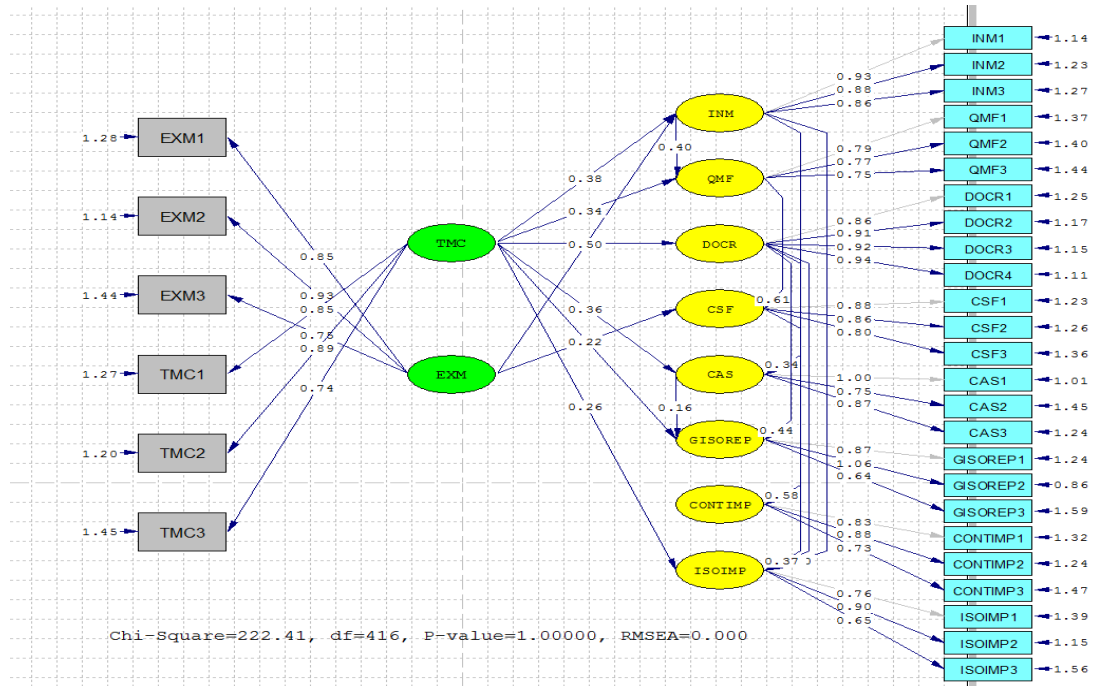 1.28 EXM1
1.14 EXM2
1.44 EXM3
1.27 TMC1
1.20 TMC2
1.45 TMC3
0.85
0.93
0.85
0.75
0.89
0.74
TMC
EXM
0.38
0.34
0.50
0.36
0.22
0.26
INM
0.40
QMF
DOCR
CSF
CAS
0.16
GISOREP
CONTIMP
ISOIMP
0.61
0.34
0.44
0.58
0.37
0.93
0.88
0.86
0.79
0.77
0.75
0.86
0.91
0.92
0.94
0.88
0.86
0.80
1.00
0.75
0.87
0.87
1.06
0.64
0.83
0.88
0.73
0.76
0.90
0.65
INM1 1.14
INM2 1.23
INM3 1.27
QMF1 1.37
QMF2 1.40
QMF3 1.44
DOCR1 1.25
DOCR2 1.17
DOCR3 1.15
DOCR4 1.11
CSF1 1.23
CSF2 1.26
CSF3 1.36
CAS1 1.01
CAS2 1.45
CAS3 1.24
GISOREP1 1.24
GISOREP2 0.86
GISOREP3 1.59
CONTIMP1 1.32
CONTIMP2 1.24
CONTIMP3 1.47
ISOIMP1 1.39
ISOIMP2 1.15
ISOIMP3 1.56
Chi-Square=222.41, df=416, P-value=1.00000, RMSEA=0.000